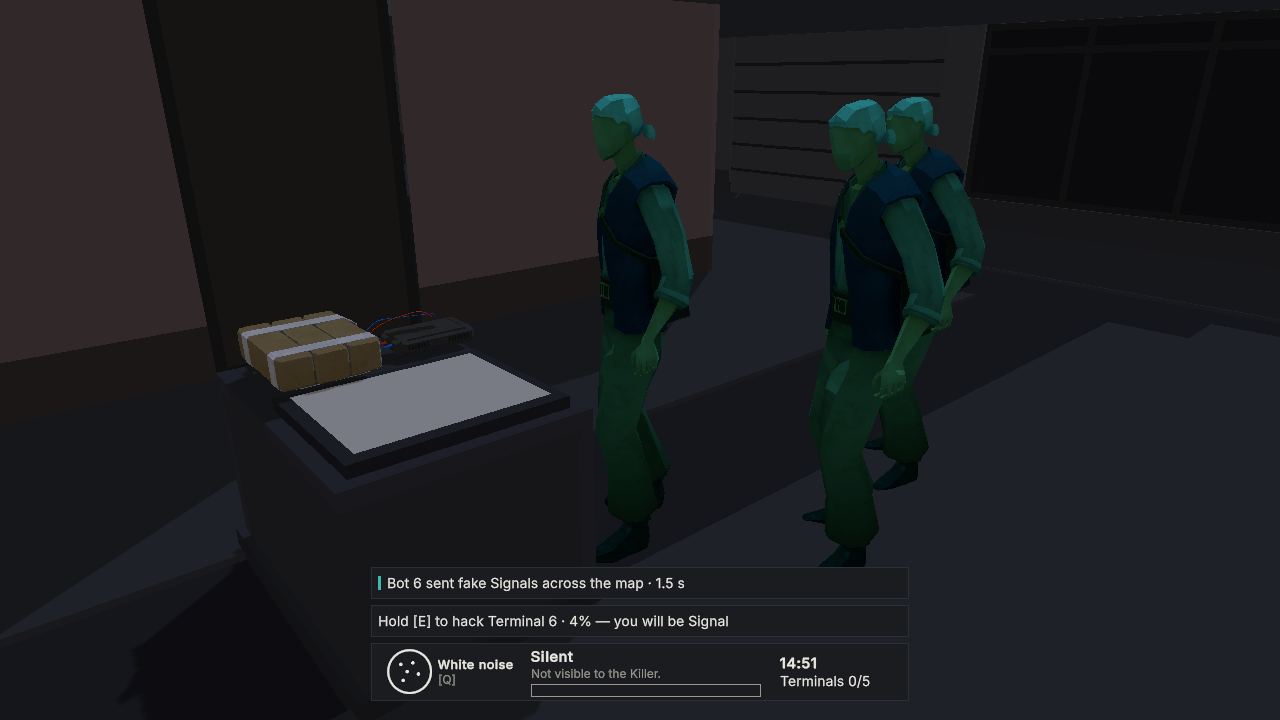 Bot 6 sent fake Signals across the map · 1.5 s
Hold [E] to hack Terminal 6 · 4% — you will be Signal
White noise
[Q]
Silent
Not visible to the Killer.
14:51
Terminals 0/5